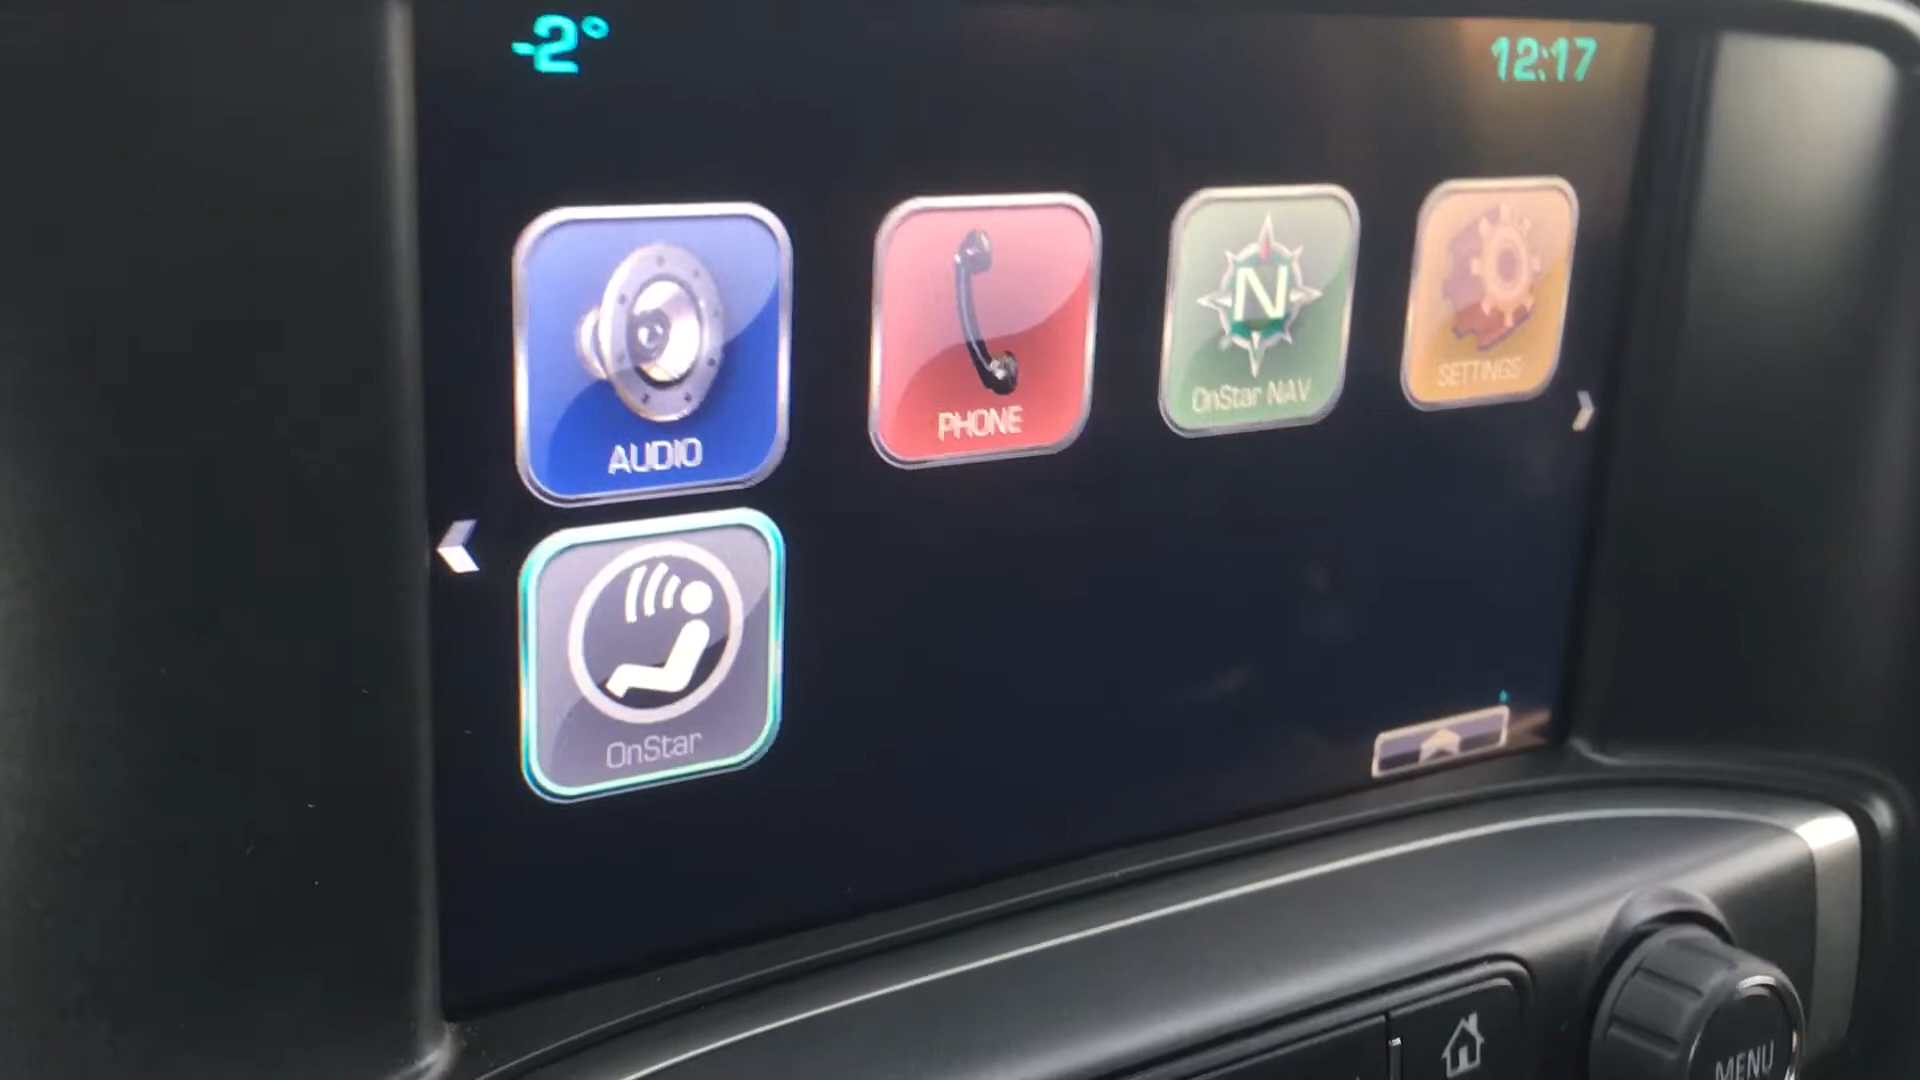 -2°
12:17
AUDIO
PHONE
N
OnStar NAV
SETTINGS
OnStar
MENU